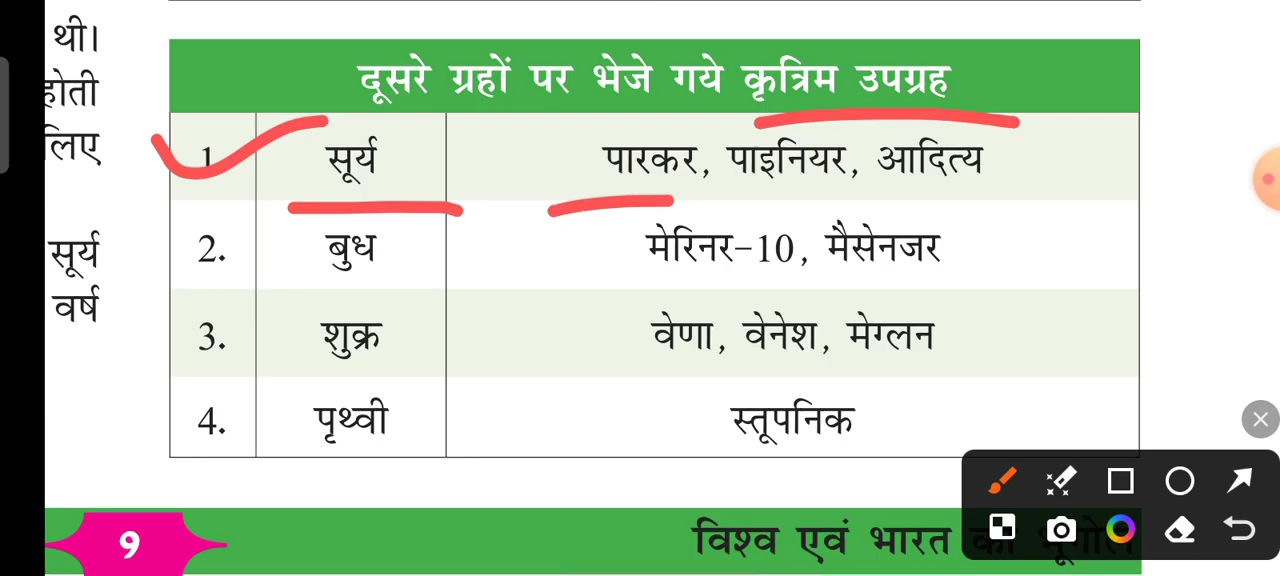 थी।
होती
लिए
सूर्य
वर्ष
दूसरे ग्रहों पर भेजे गये कृत्रिम उपग्रह
1 सूर्य पारकर, पाइनियर, आदित्य
2. बुध मेरिनर-10, मैसेनजर
3. शुक्र वेणा, वेनेश, मेग्लन
4. पृथ्वी स्तूपनिक
9 विश्व एवं भारत का भूगोल